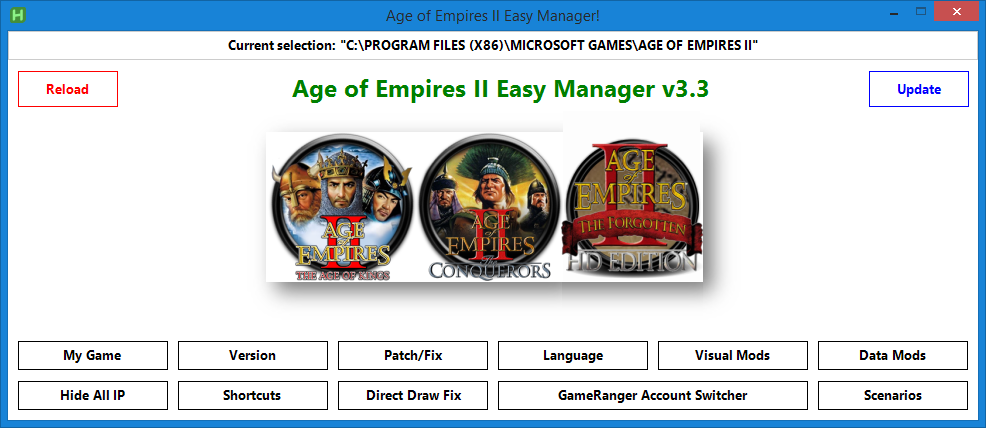 H
Age of Empires II Easy Manager!
Current selection: "C:\PROGRAM FILES (X86)\MICROSOFT GAMES\AGE OF EMPIRES II"
Reload
Age of Empires II Easy Manager v3.3
Update
AGE of EMPIRES II THE AGE OF KINGS
AGE of EMPIRES II The CONQUERORS
AGE of EMPIRES II THE FORGOTTEN HD EDITION
My Game
Version
Patch/Fix
Language
Visual Mods
Data Mods
Hide All IP
Shortcuts
Direct Draw Fix
GameRanger Account Switcher
Scenarios